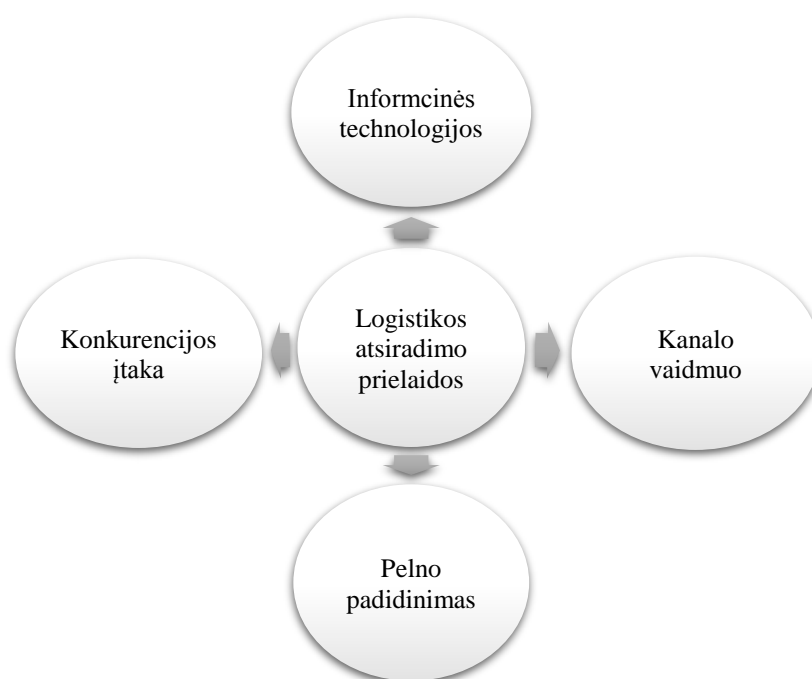 Informcinės
technologijos
Konkurencijos
įtaka
Logistikos
atsiradimo
prielaidos
Kanalo
vaidmuo
Pelno
padidinimas